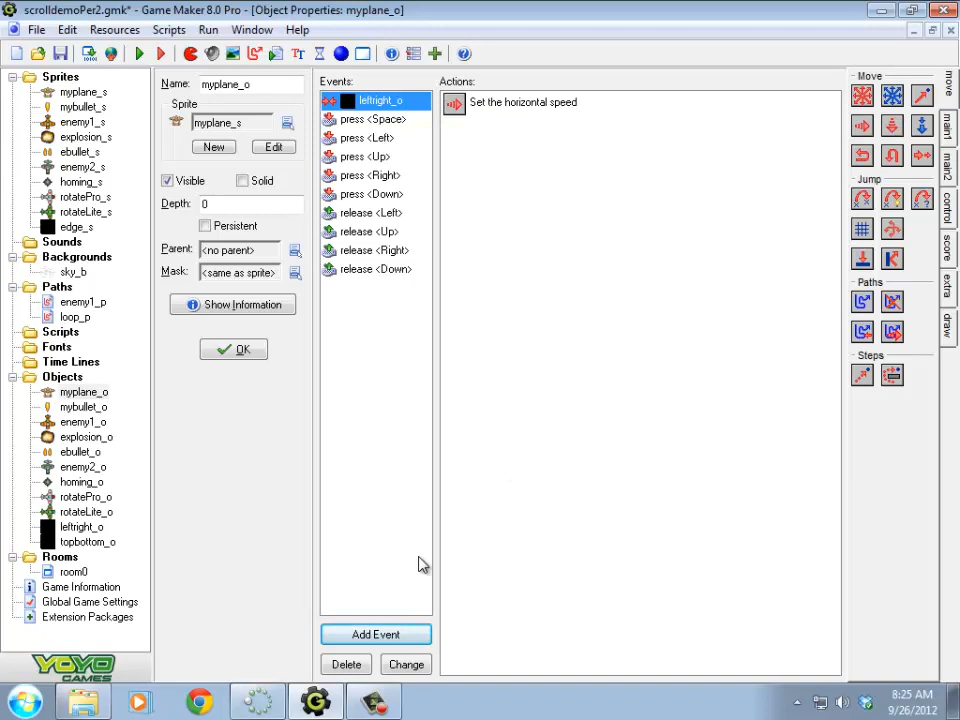 scrolldemoPer2.gmk* - Game Maker 8.0 Pro - [Object Properties: myplane_o]
File Edit Resources Scripts Run Window Help
Sprites
myplane_s
mybullet_s
enemy1_s
explosion_s
ebullet_s
enemy2_s
homing_s
rotatePro_s
rotateLite_s
edge_s
Sounds
Backgrounds
sky_b
Paths
enemy1_p
loop_p
Scripts
Fonts
Time Lines
Objects
myplane_o
mybullet_o
enemy1_o
explosion_o
ebullet_o
enemy2_o
homing_o
rotatePro_o
rotateLite_o
leftright_o
topbottom_o
Rooms
room0
Game Information
Global Game Settings
Extension Packages
YOYO
GAMES
Name: myplane_o
Sprite
myplane_s
New Edit
Visible Solid
Depth: 0
Persistent
Parent: <no parent>
Mask: <same as sprite>
Show Information
OK
Events:
leftright_o
press <Space>
press <Left>
press <Up>
press <Right>
press <Down>
release <Left>
release <Up>
release <Right>
release <Down>
Add Event
Delete Change
Actions:
Set the horizontal speed
Move
Jump
Paths
Steps
move
main1
main2
control
score
extra
draw
8:25 AM
9/26/2012